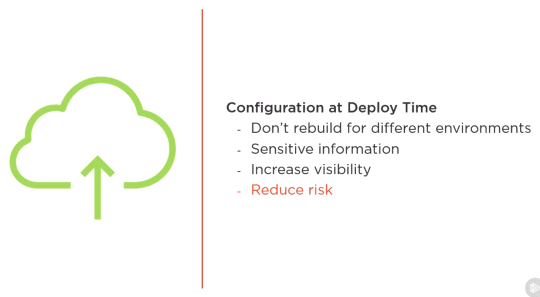 Configuration at Deploy Time
- Don't rebuild for different environments
- Sensitive information
- Increase visibility
- Reduce risk